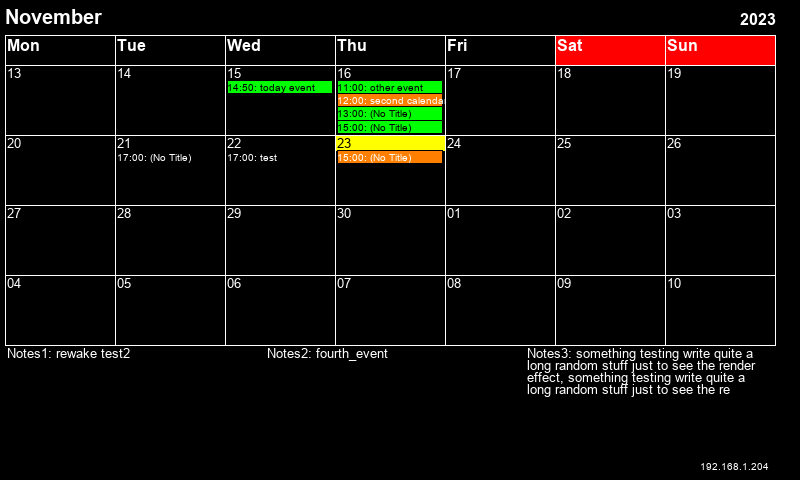 November 2023
Mon Tue Wed Thu Fri Sat Sun
13 14 15 16 17 18 19
14:50: today event 11:00: other event
12:00: second calenda
13:00: (No Title)
15:00: (No Title)
20 21 22 23 24 25 26
17:00: (No Title) 17:00: test 15:00: (No Title)
27 28 29 30 01 02 03
04 05 06 07 08 09 10
Notes1: rewake test2 Notes2: fourth_event Notes3: something testing write quite a
long random stuff just to see the render
effect, something testing write quite a
long random stuff just to see the re
192.168.1.204